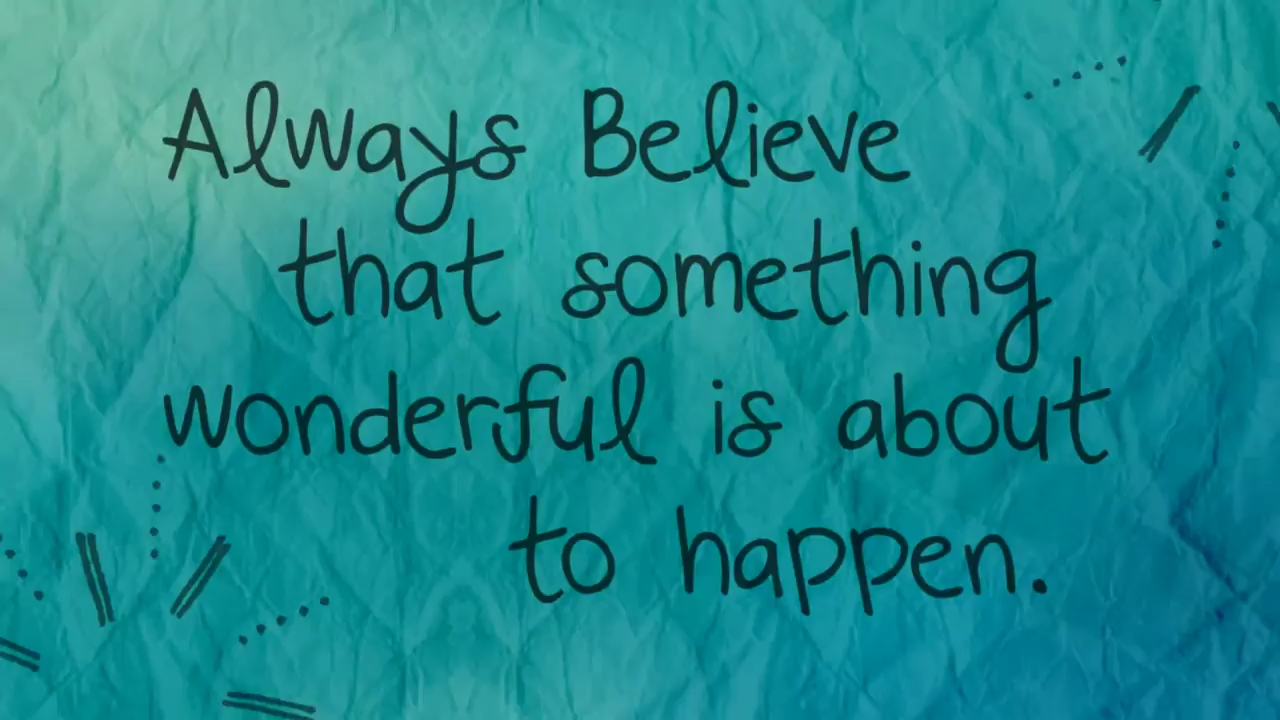 Always Believe
that something
wonderful is about
to happen.